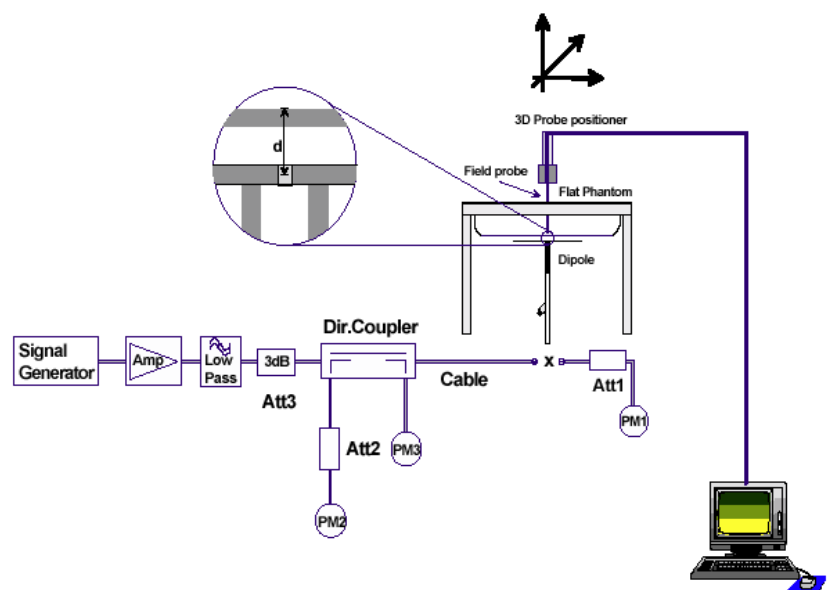 3D Probe positioner
d
Field probe
Flat Phantom
Dipole
Dir.Coupler
Signal
Generator
Amp
Low
Pass
3dB
Cable
X
Att1
Att3
PM1
Att2
PM3
PM2